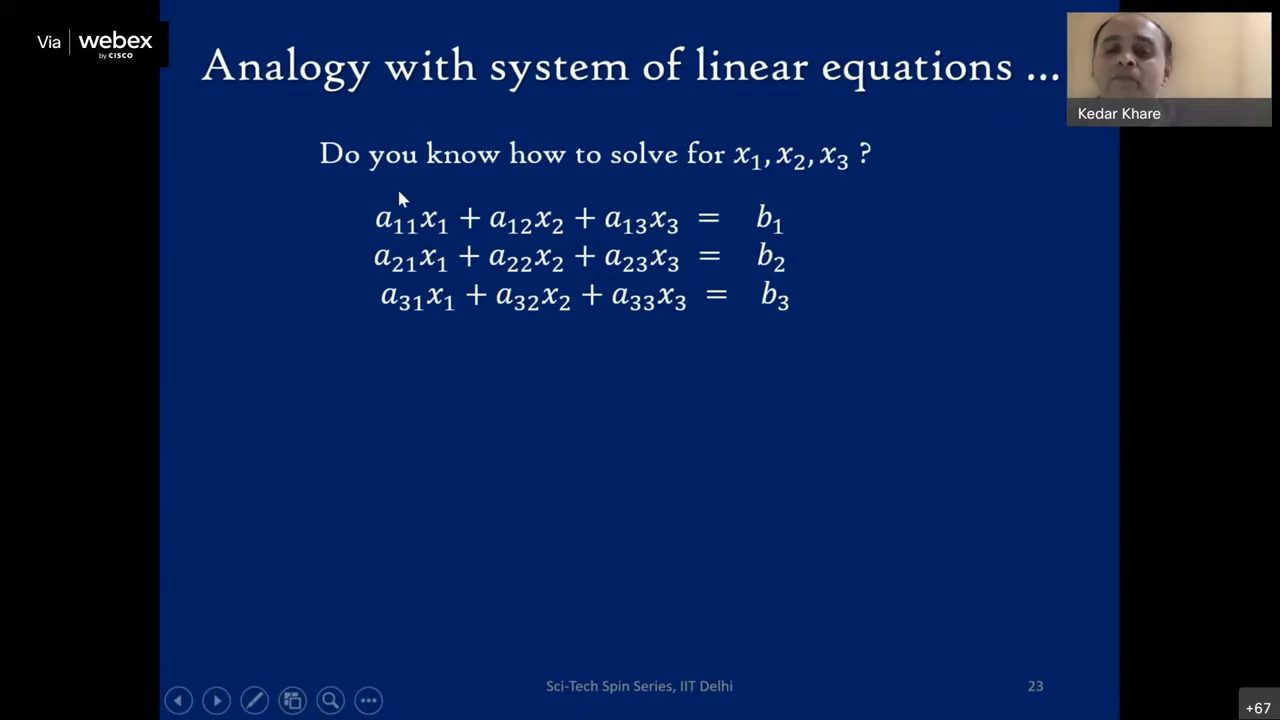 Via webex
by CISCO
Analogy with system of linear equations ...
Kedar Khare
Do you know how to solve for x₁, x₂, x₃ ?
a₁₁x₁ + a₁₂x₂ + a₁₃x₃ = b₁
a₂₁x₁ + a₂₂x₂ + a₂₃x₃ = b₂
a₃₁x₁ + a₃₂x₂ + a₃₃x₃ = b₃
Sci-Tech Spin Series, IIT Delhi
23
+67